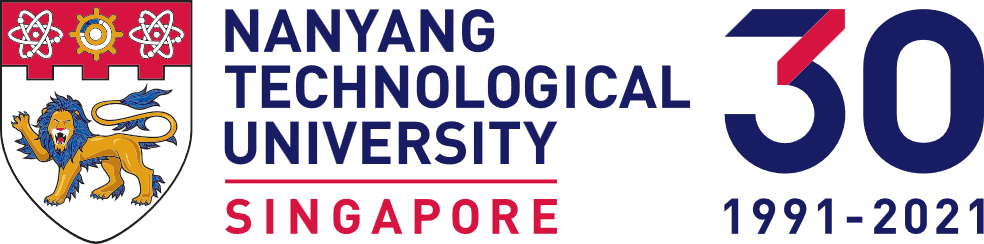 NANYANG
TECHNOLOGICAL
UNIVERSITY
SINGAPORE
30
1991-2021